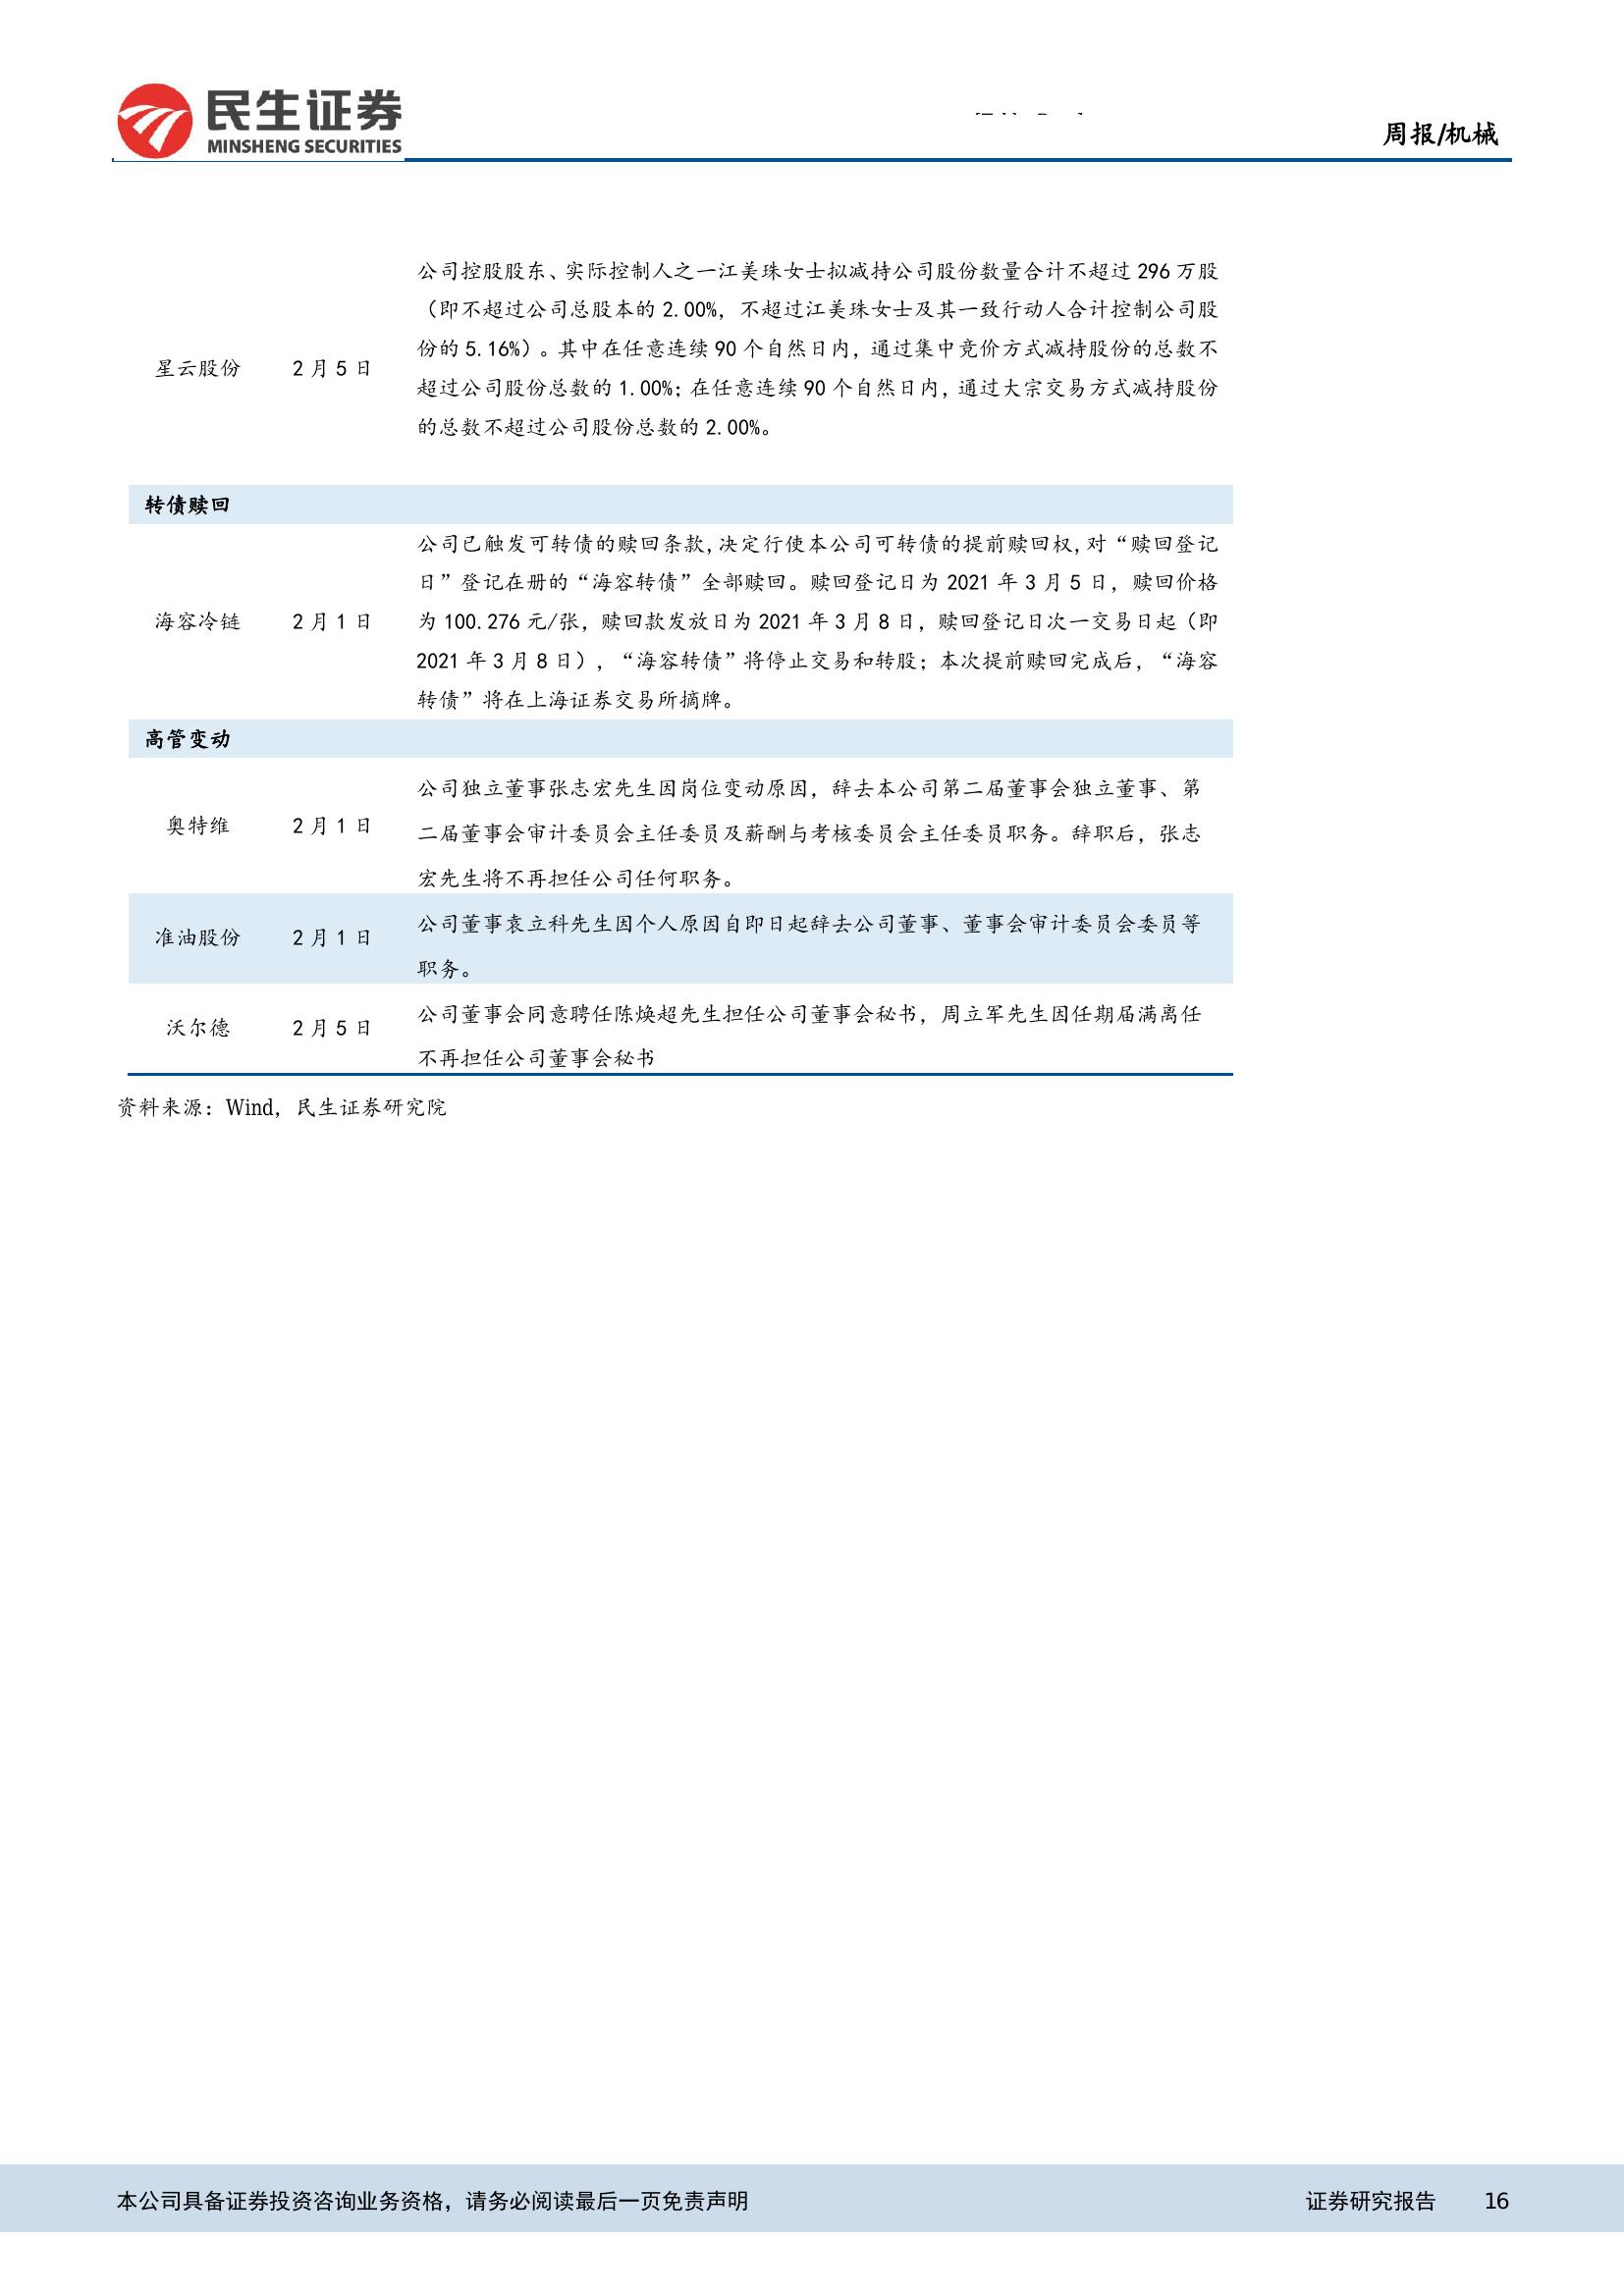 民生证券
MINSHENG SECURITIES
周报/机械
公司控股股东、实际控制人之一江美珠女士拟减持公司股份数量合计不超过 296 万股
（即不超过公司总股本的 2.00%，不超过江美珠女士及其一致行动人合计控制公司股
份的 5.16%）。其中在任意连续 90 个自然日内，通过集中竞价方式减持股份的总数不
星云股份 2 月 5 日
超过公司股份总数的 1.00%；在任意连续 90 个自然日内，通过大宗交易方式减持股份
的总数不超过公司股份总数的 2.00%。
转债赎回
公司已触发可转债的赎回条款，决定行使本公司可转债的提前赎回权，对“赎回登记
日”登记在册的“海容转债”全部赎回。赎回登记日为 2021 年 3 月 5 日，赎回价格
海容冷链 2 月 1 日 为 100.276 元/张，赎回款发放日为 2021 年 3 月 8 日，赎回登记日次一交易日起（即
2021 年 3 月 8 日），“海容转债”将停止交易和转股；本次提前赎回完成后，“海容
转债”将在上海证券交易所摘牌。
高管变动
公司独立董事张志宏先生因岗位变动原因，辞去本公司第二届董事会独立董事、第
奥特维 2 月 1 日 二届董事会审计委员会主任委员及薪酬与考核委员会主任委员职务。辞职后，张志
宏先生将不再担任公司任何职务。
准油股份 2 月 1 日 公司董事袁立科先生因个人原因自即日起辞去公司董事、董事会审计委员会委员等
职务。
沃尔德 2 月 5 日 公司董事会同意聘任陈焕超先生担任公司董事会秘书，周立军先生因任期届满离任
不再担任公司董事会秘书
资料来源：Wind，民生证券研究院
本公司具备证券投资咨询业务资格，请务必阅读最后一页免责声明 证券研究报告 16